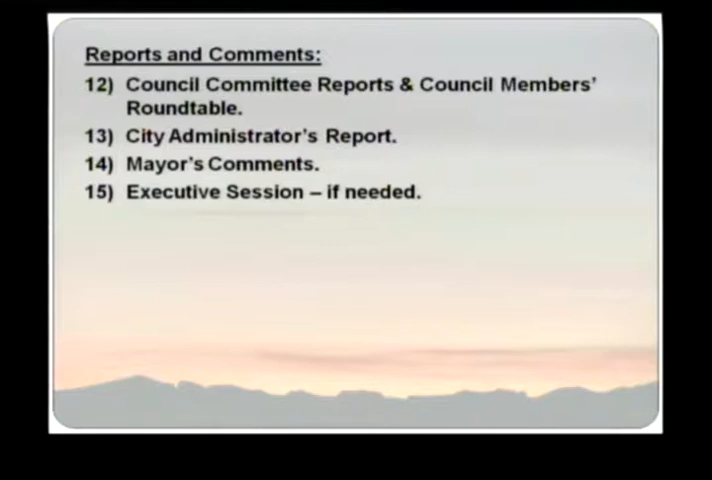 Reports and Comments:
12) Council Committee Reports & Council Members'
Roundtable.
13) City Administrator's Report.
14) Mayor's Comments.
15) Executive Session – if needed.